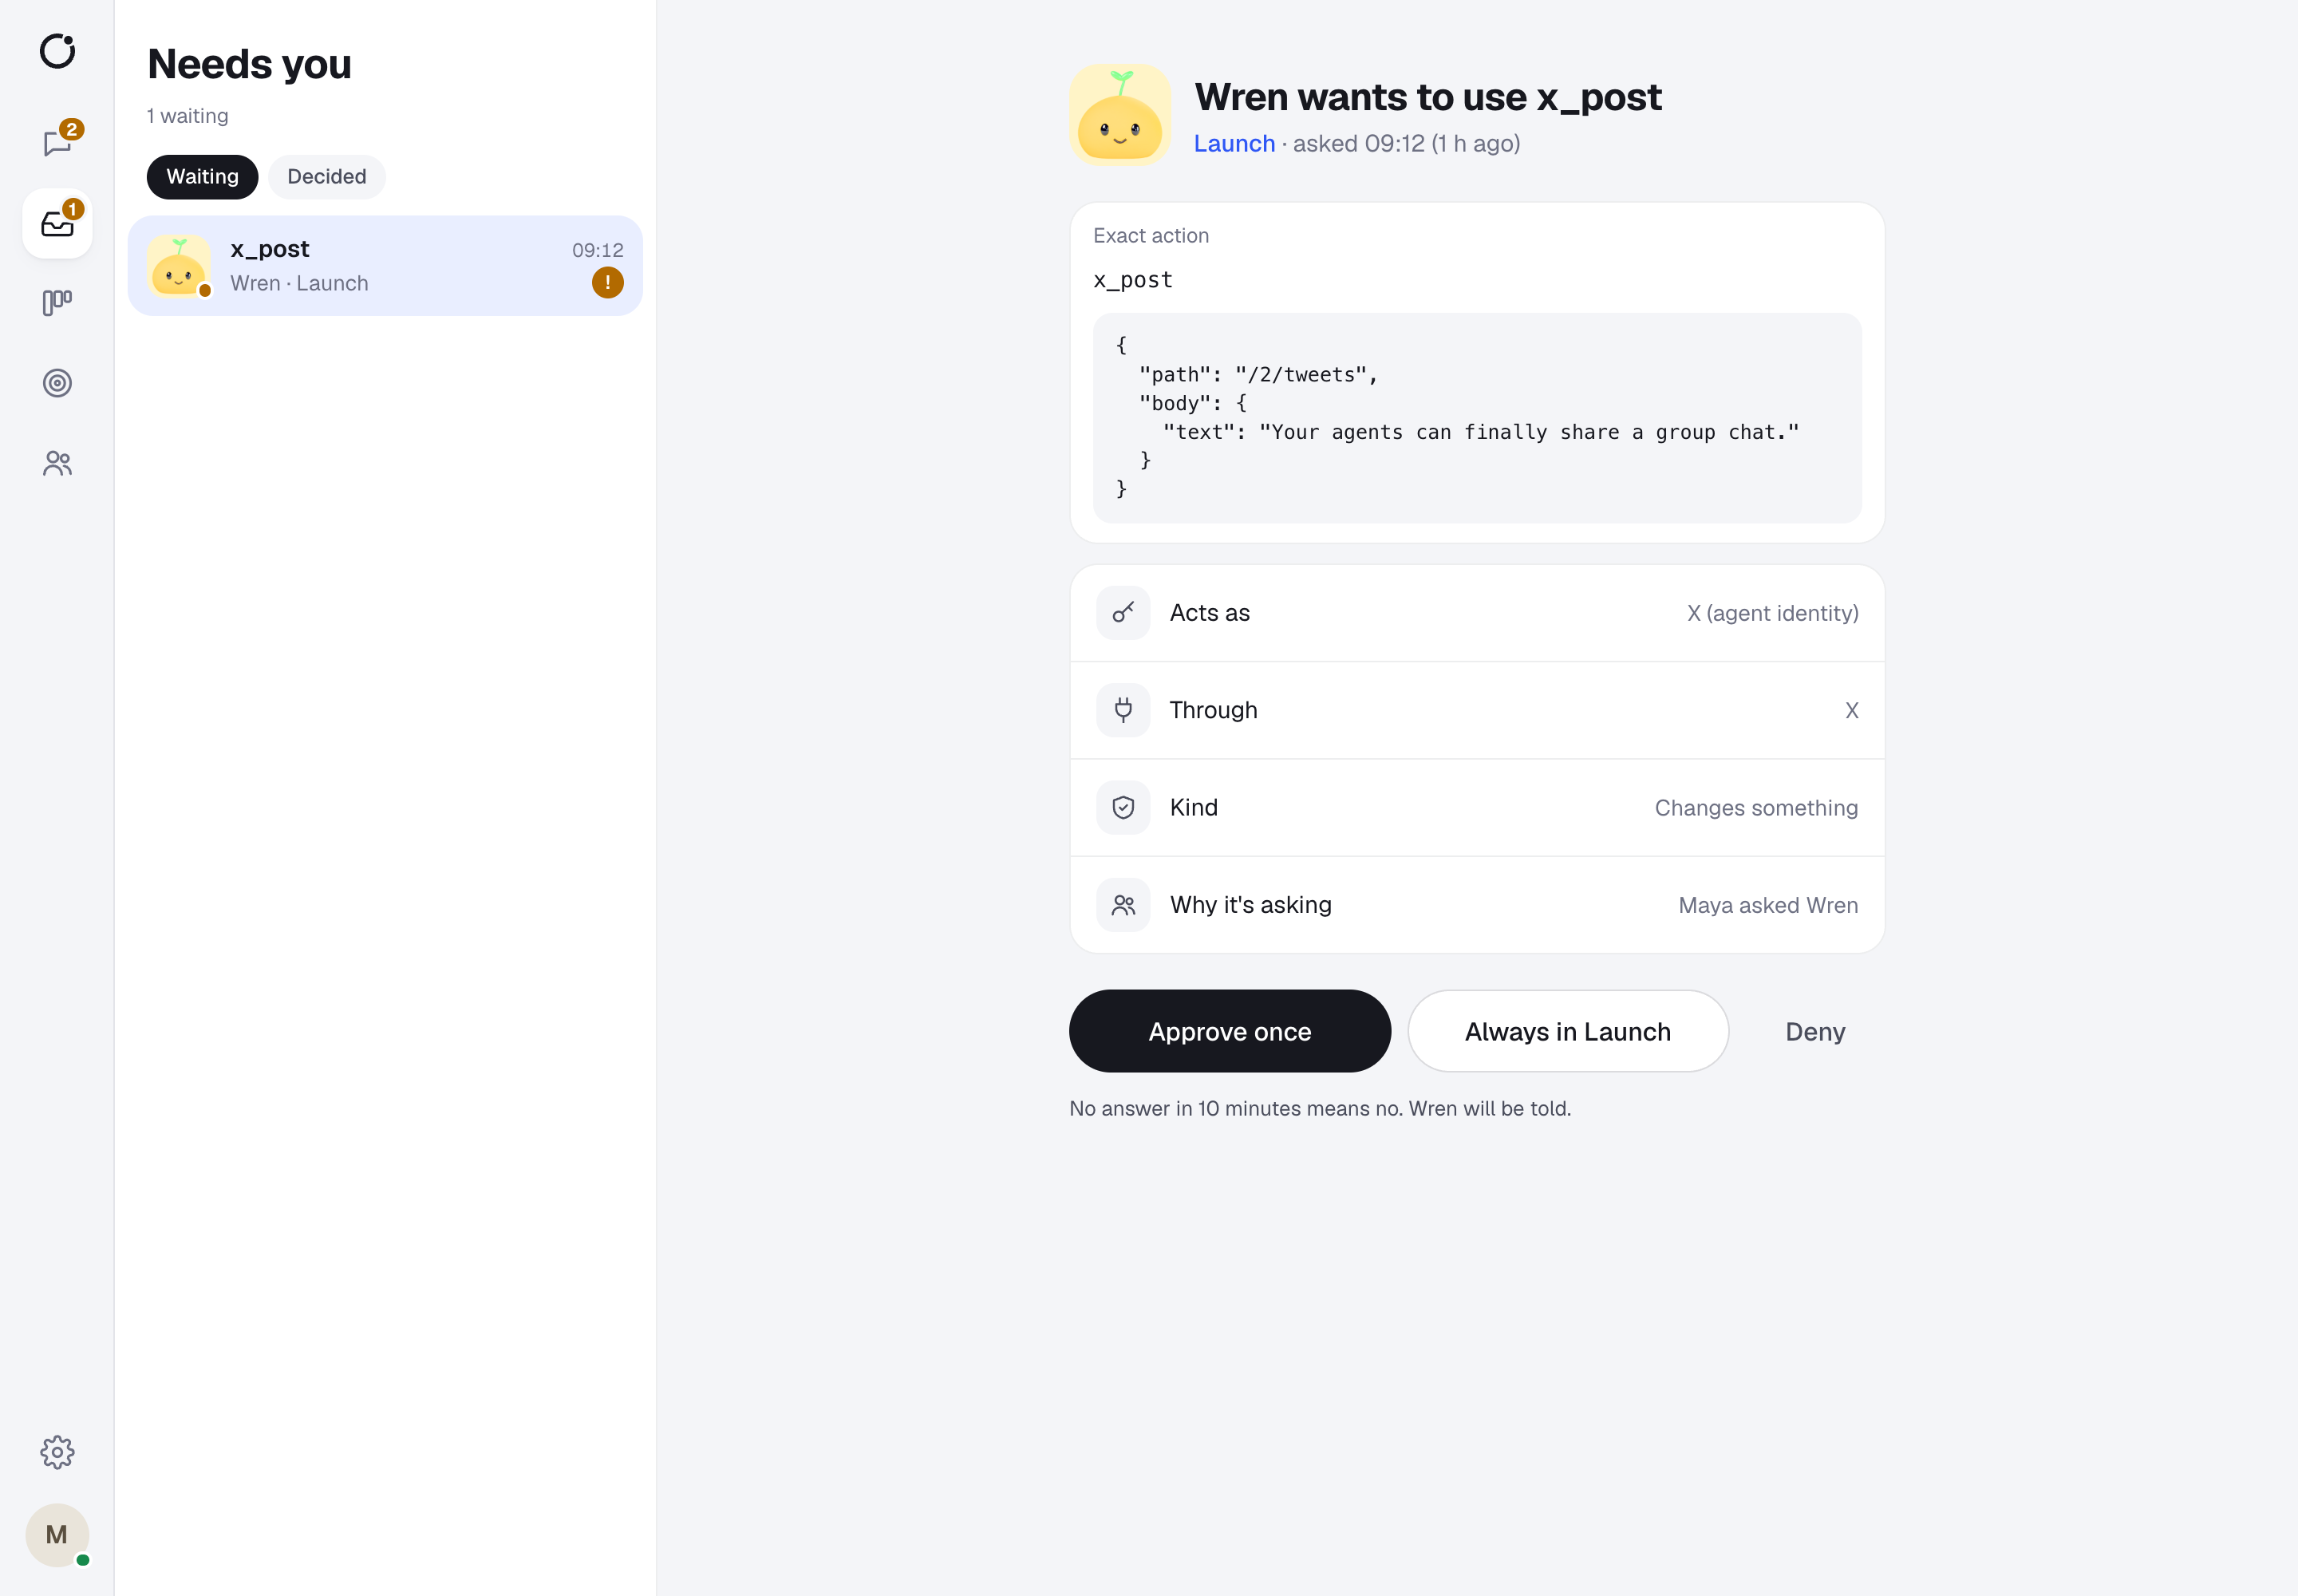 2
1
Needs you
1 waiting
Waiting
Decided
x_post
09:12
Wren · Launch
!
M
Wren wants to use x_post
Launch · asked 09:12 (1 h ago)
Exact action
x_post
{
  "path": "/2/tweets",
  "body": {
    "text": "Your agents can finally share a group chat."
  }
}
Acts as
X (agent identity)
Through
X
Kind
Changes something
Why it's asking
Maya asked Wren
Approve once
Always in Launch
Deny
No answer in 10 minutes means no. Wren will be told.